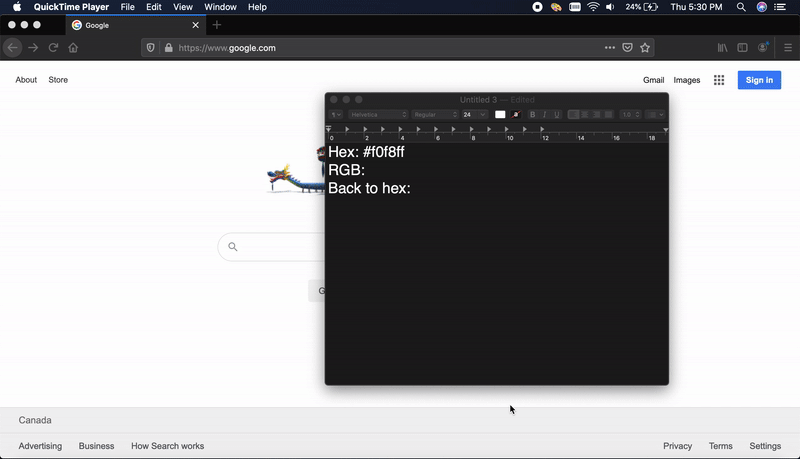 QuickTime Player File Edit View Window Help 24% Thu 5:30 PM
Google
https://www.google.com
About Store Gmail Images Sign in
Untitled 3 — Edited
Helvetica Regular 24 B I U 1.0
0 2 4 6 8 10 12 14 16 18
Hex: #f0f8ff
RGB:
Back to hex:
G
Canada
Advertising Business How Search works Privacy Terms Settings